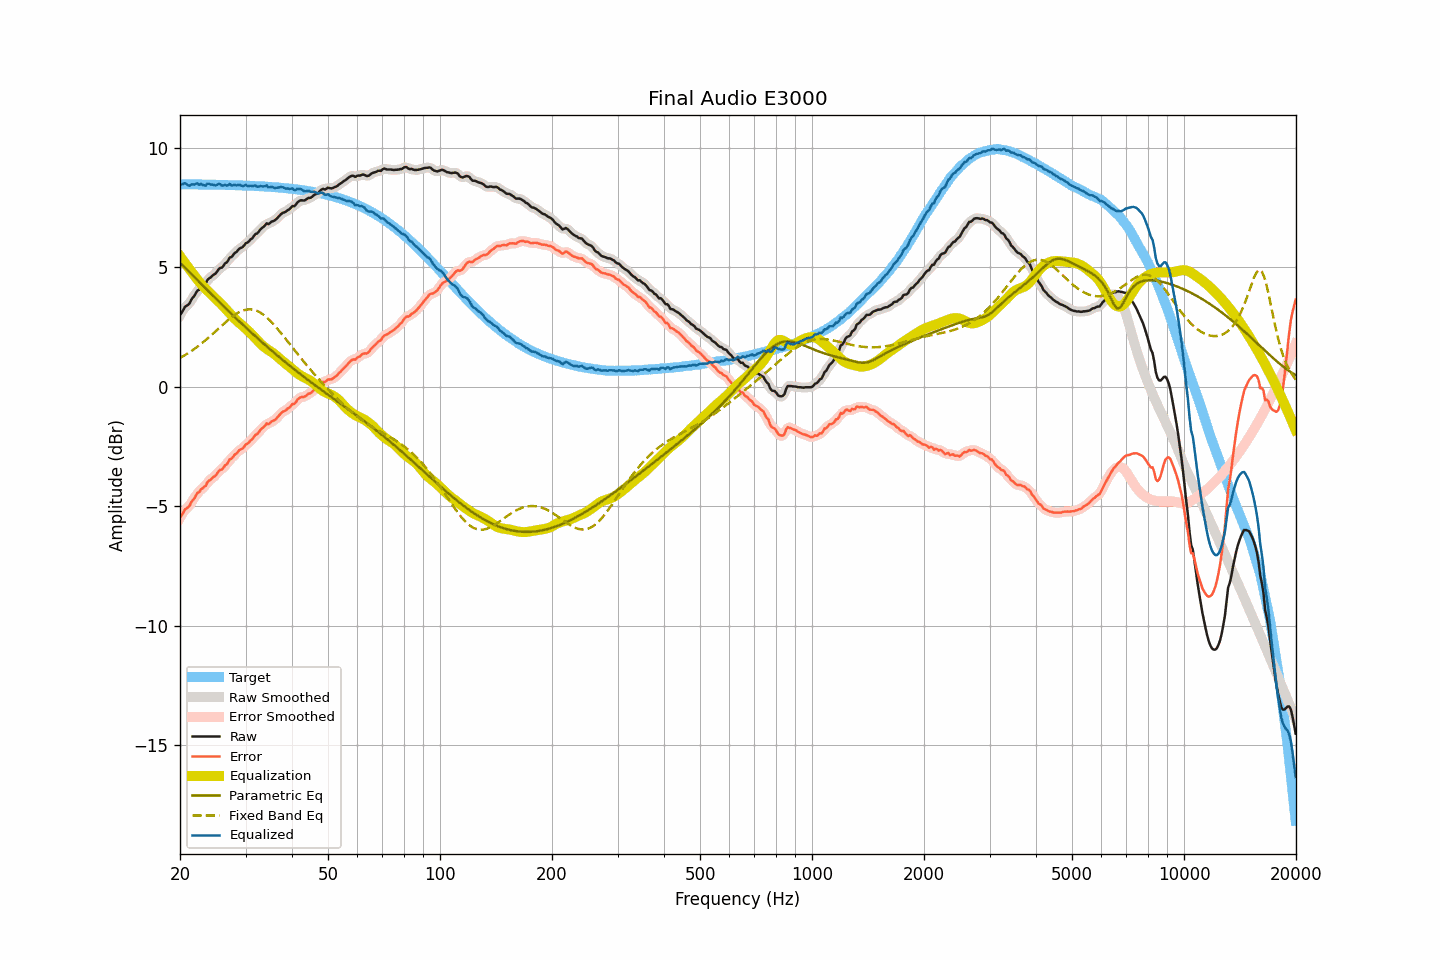 Final Audio E3000
10
5
0
−5
−10
−15
Amplitude (dBr)
Target
Raw Smoothed
Error Smoothed
Raw
Error
Equalization
Parametric Eq
Fixed Band Eq
Equalized
20 50 100 200 500 1000 2000 5000 10000 20000
Frequency (Hz)